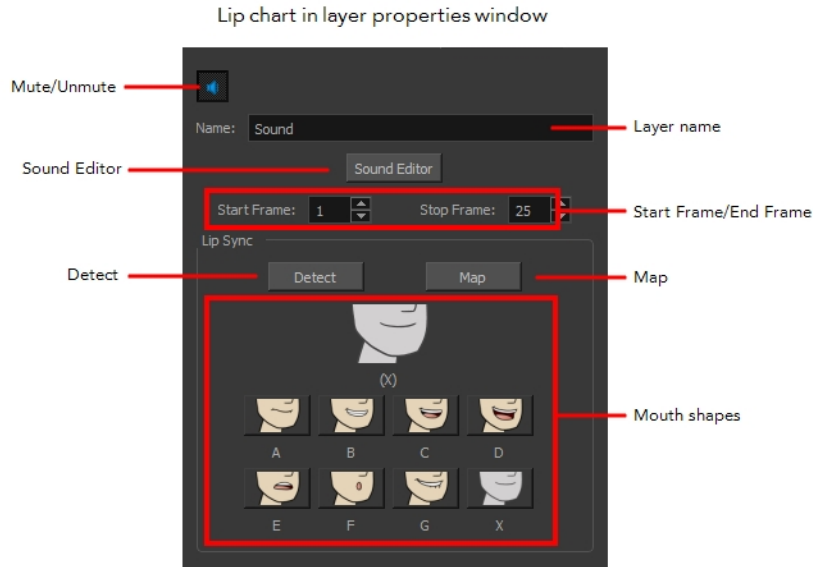 Lip chart in layer properties window
Mute/Unmute
Name: Sound
Layer name
Sound Editor
Sound Editor
Start Frame: 1 Stop Frame: 25
Start Frame/End Frame
Lip Sync
Detect
Detect Map
Map
(X)
A B C D
Mouth shapes
E F G X